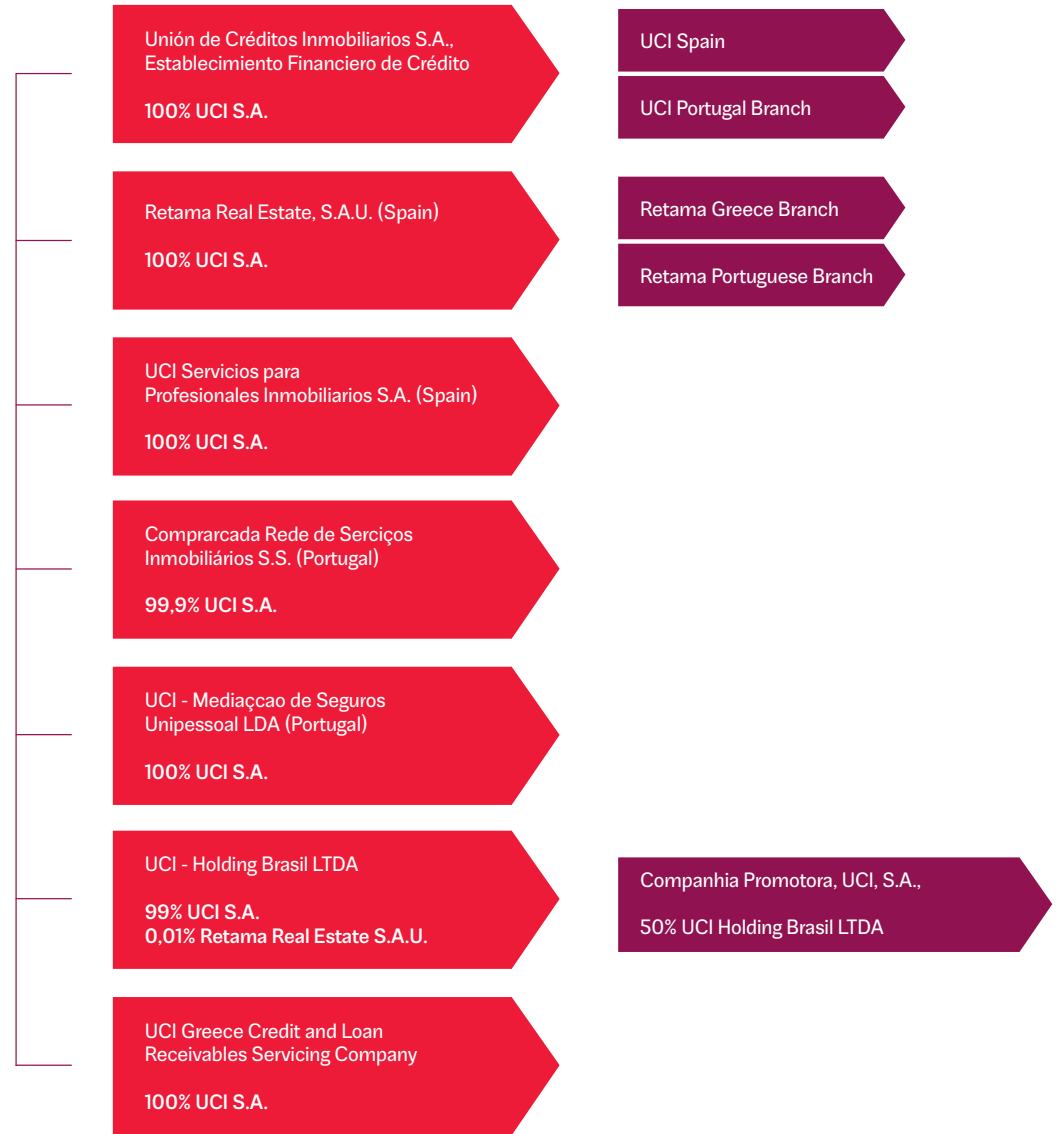 Unión de Créditos Inmobiliarios S.A.,
Establecimiento Financiero de Crédito
100% UCI S.A.
UCI Spain
UCI Portugal Branch
Retama Real Estate, S.A.U. (Spain)
100% UCI S.A.
Retama Greece Branch
Retama Portuguese Branch
UCI Servicios para
Profesionales Inmobiliarios S.A. (Spain)
100% UCI S.A.
Comprarcada Rede de Serciços
Inmobiliários S.S. (Portugal)
99,9% UCI S.A.
UCI - Mediaçcao de Seguros
Unipessoal LDA (Portugal)
100% UCI S.A.
UCI - Holding Brasil LTDA
99% UCI S.A.
0,01% Retama Real Estate S.A.U.
Companhia Promotora, UCI, S.A.,
50% UCI Holding Brasil LTDA
UCI Greece Credit and Loan
Receivables Servicing Company
100% UCI S.A.